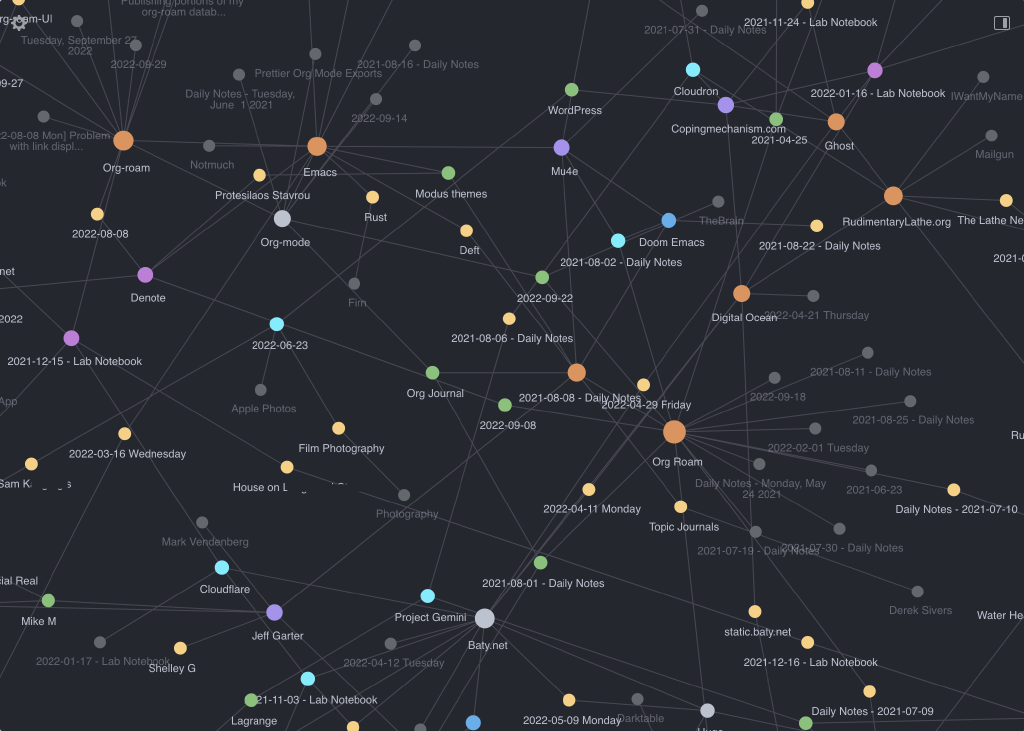 Publishing/portions of my
org-roam datab...
2021-07-31 - Daily Notes
2021-11-24 - Lab Notebook
Tuesday, September 27,
2022
2022-09-29
2021-08-16 - Daily Notes
Prettier Org Mode Exports
09-27
Daily Notes - Tuesday,
June 1 2021
2022-09-14
WordPress
Cloudron
2022-01-16 - Lab Notebook
IWantMyName
2-08-08 Mon] Problem
with link displ...
Org-roam
Notmuch
Emacs
Mu4e
Copingmechanism.com
2021-04-25
Ghost
Mailgun
Protesilaos Stavrou
Modus themes
2022-08-08
Org-mode
Rust
Deft
TheBrain
Doom Emacs
RudimentaryLathe.org
The Lathe Ne
2021-08-02 - Daily Notes
2021-08-22 - Daily Notes
net
Denote
2022-09-22
2021-0
2022
2021-08-06 - Daily Notes
Digital Ocean
2022-04-21 Thursday
2021-12-15 - Lab Notebook
2022-06-23
2021-08-11 - Daily Notes
App
Apple Photos
Org Journal
2021-08-08 - Daily Notes
2022-04-29 Friday
2022-09-18
2022-09-08
2021-08-25 - Daily Notes
2022-03-16 Wednesday
Film Photography
Org Roam
2022-02-01 Tuesday
Ru
Sam K
House on
Daily Notes - Monday, May
24 2021
2021-06-23
Photography
2022-04-11 Monday
Topic Journals
Daily Notes - 2021-07-10
Mark Vendenberg
2021-07-19 - Daily Notes
2021-07-30 - Daily Notes
cial Real
Cloudflare
2021-08-01 - Daily Notes
Derek Sivers
Mike M
Jeff Garter
Project Gemini
Baty.net
static.baty.net
Water He
2022-01-17 - Lab Notebook
Shelley G
2022-04-12 Tuesday
2021-12-16 - Lab Notebook
21-11-03 - Lab Notebook
Lagrange
2022-05-09 Monday
Darktable
Daily Notes - 2021-07-09
Hugo